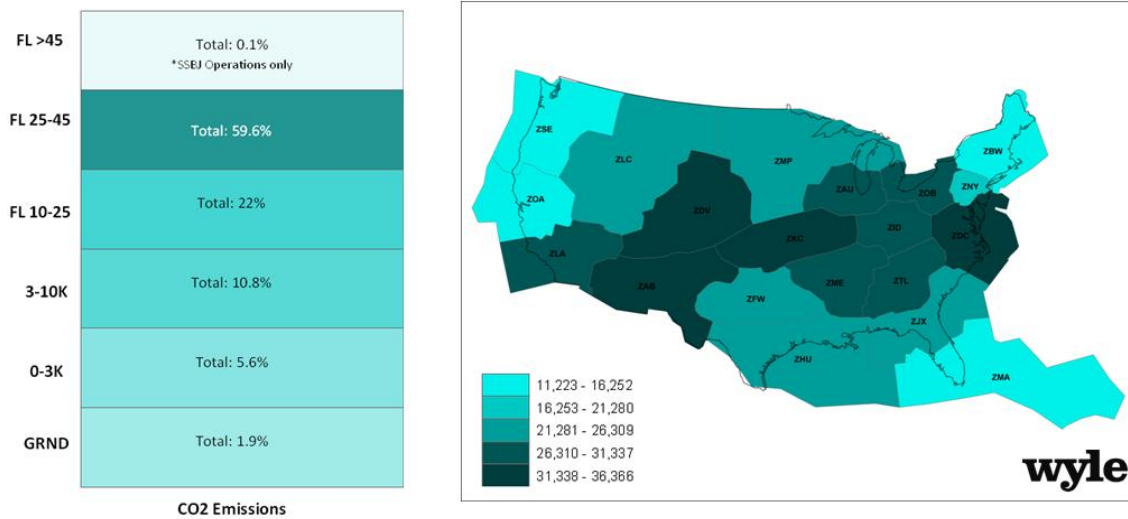 FL >45
Total: 0.1%
*SSBJ Operations only
FL 25-45
Total: 59.6%
FL 10-25
Total: 22%
3-10K
Total: 10.8%
0-3K
Total: 5.6%
GRND
Total: 1.9%
CO2 Emissions
ZSE
ZLC
ZMP
ZBW
ZOA
ZDV
ZAU
ZOB
ZNY
ZLA
ZKC
ZID
ZDC
ZAB
ZFW
ZME
ZTL
ZJX
ZHU
ZMA
11,223 - 16,252
16,253 - 21,280
21,281 - 26,309
26,310 - 31,337
31,338 - 36,366
wyle